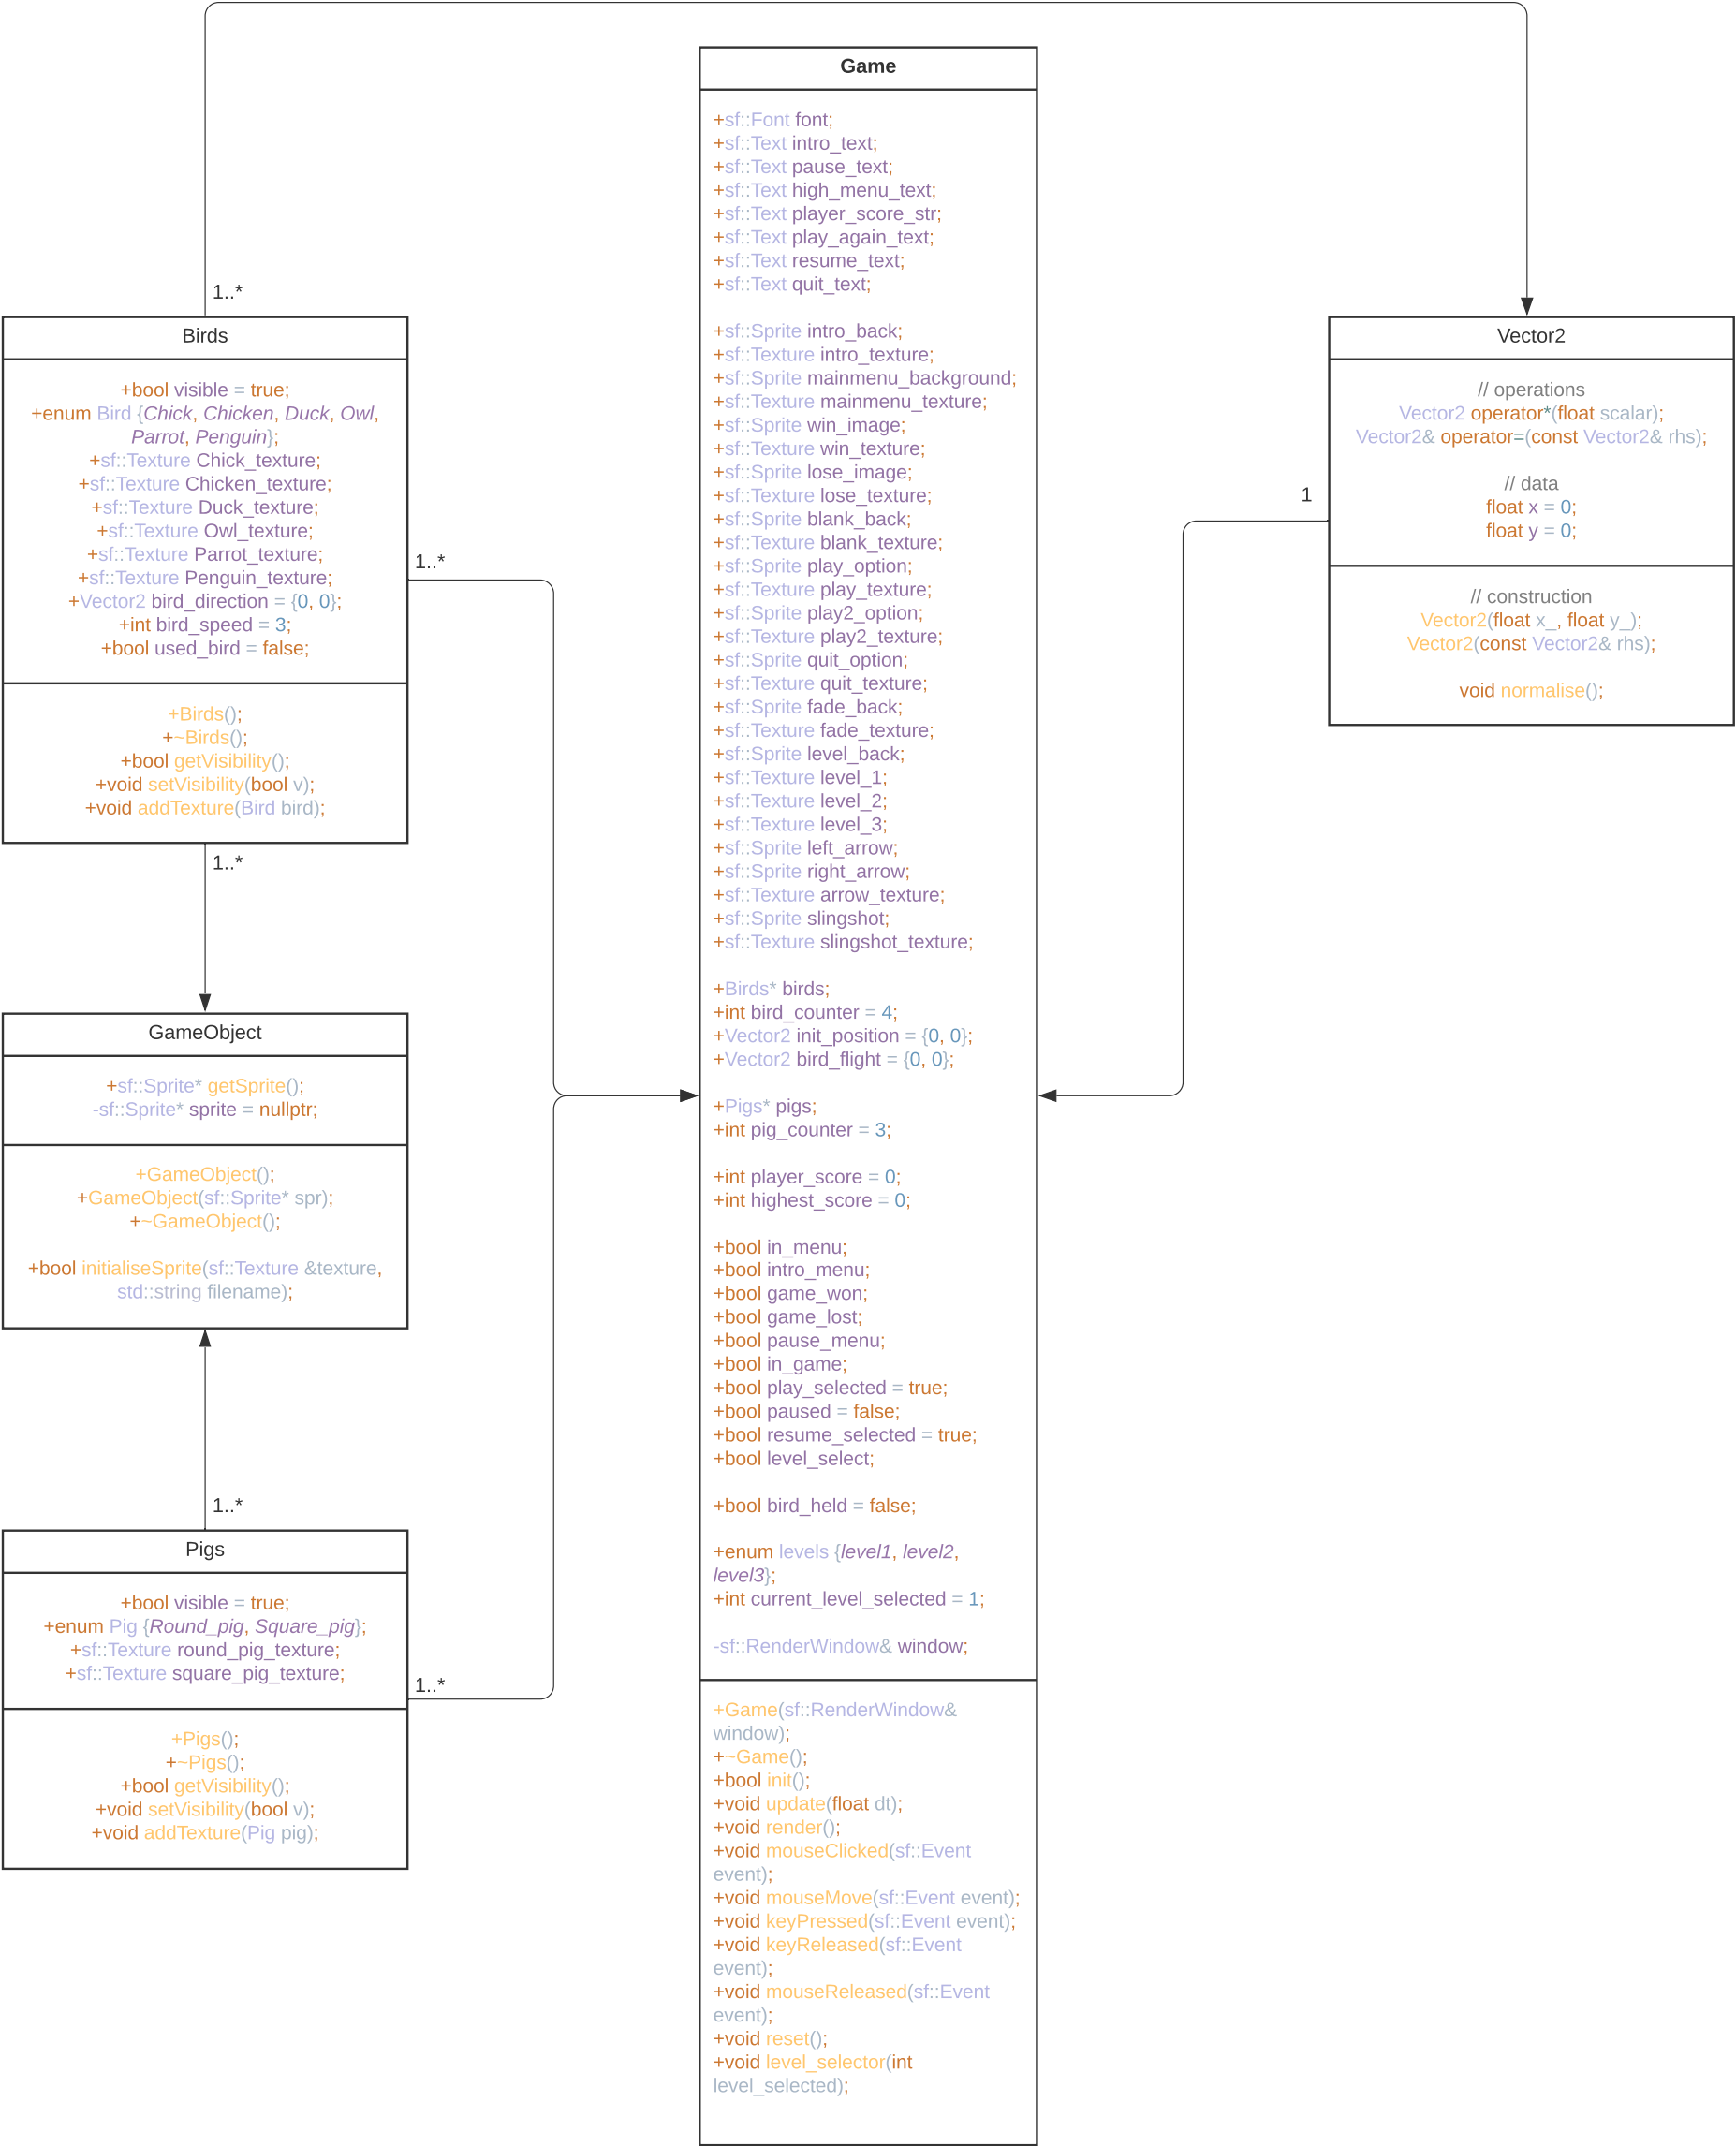 Game
+sf::Font font;
+sf::Text intro_text;
+sf::Text pause_text;
+sf::Text high_menu_text;
+sf::Text player_score_str;
+sf::Text play_again_text;
+sf::Text resume_text;
+sf::Text quit_text;
+sf::Sprite intro_back;
+sf::Texture intro_texture;
+sf::Sprite mainmenu_background;
+sf::Texture mainmenu_texture;
+sf::Sprite win_image;
+sf::Texture win_texture;
+sf::Sprite lose_image;
+sf::Texture lose_texture;
+sf::Sprite blank_back;
+sf::Texture blank_texture;
+sf::Sprite play_option;
+sf::Texture play_texture;
+sf::Sprite play2_option;
+sf::Texture play2_texture;
+sf::Sprite quit_option;
+sf::Texture quit_texture;
+sf::Sprite fade_back;
+sf::Texture fade_texture;
+sf::Sprite level_back;
+sf::Texture level_1;
+sf::Texture level_2;
+sf::Texture level_3;
+sf::Sprite left_arrow;
+sf::Sprite right_arrow;
+sf::Texture arrow_texture;
+sf::Sprite slingshot;
+sf::Texture slingshot_texture;
+Birds* birds;
+int bird_counter = 4;
+Vector2 init_position = {0, 0};
+Vector2 bird_flight = {0, 0};
+Pigs* pigs;
+int pig_counter = 3;
+int player_score = 0;
+int highest_score = 0;
+bool in_menu;
+bool intro_menu;
+bool game_won;
+bool game_lost;
+bool pause_menu;
+bool in_game;
+bool play_selected = true;
+bool paused = false;
+bool resume_selected = true;
+bool level_select;
+bool bird_held = false;
+enum levels {level1, level2,
level3};
+int current_level_selected = 1;
-sf::RenderWindow& window;
+Game(sf::RenderWindow&
window);
+~Game();
+bool init();
+void update(float dt);
+void render();
+void mouseClicked(sf::Event
event);
+void mouseMove(sf::Event event);
+void keyPressed(sf::Event event);
+void keyReleased(sf::Event
event);
+void mouseReleased(sf::Event
event);
+void reset();
+void level_selector(int
level_selected);
1..*
Birds
+bool visible = true;
+enum Bird {Chick, Chicken, Duck, Owl,
Parrot, Penguin};
+sf::Texture Chick_texture;
+sf::Texture Chicken_texture;
+sf::Texture Duck_texture;
+sf::Texture Owl_texture;
+sf::Texture Parrot_texture;
+sf::Texture Penguin_texture;
+Vector2 bird_direction = {0, 0};
+int bird_speed = 3;
+bool used_bird = false;
+Birds();
+~Birds();
+bool getVisibility();
+void setVisibility(bool v);
+void addTexture(Bird bird);
1..*
1..*
GameObject
+sf::Sprite* getSprite();
-sf::Sprite* sprite = nullptr;
+GameObject();
+GameObject(sf::Sprite* spr);
+~GameObject();
+bool initialiseSprite(sf::Texture &texture,
std::string filename);
1..*
Pigs
+bool visible = true;
+enum Pig {Round_pig, Square_pig};
+sf::Texture round_pig_texture;
+sf::Texture square_pig_texture;
+Pigs();
+~Pigs();
+bool getVisibility();
+void setVisibility(bool v);
+void addTexture(Pig pig);
1..*
Vector2
// operations
Vector2 operator*(float scalar);
Vector2& operator=(const Vector2& rhs);
// data
float x = 0;
float y = 0;
// construction
Vector2(float x_, float y_);
Vector2(const Vector2& rhs);
void normalise();
1